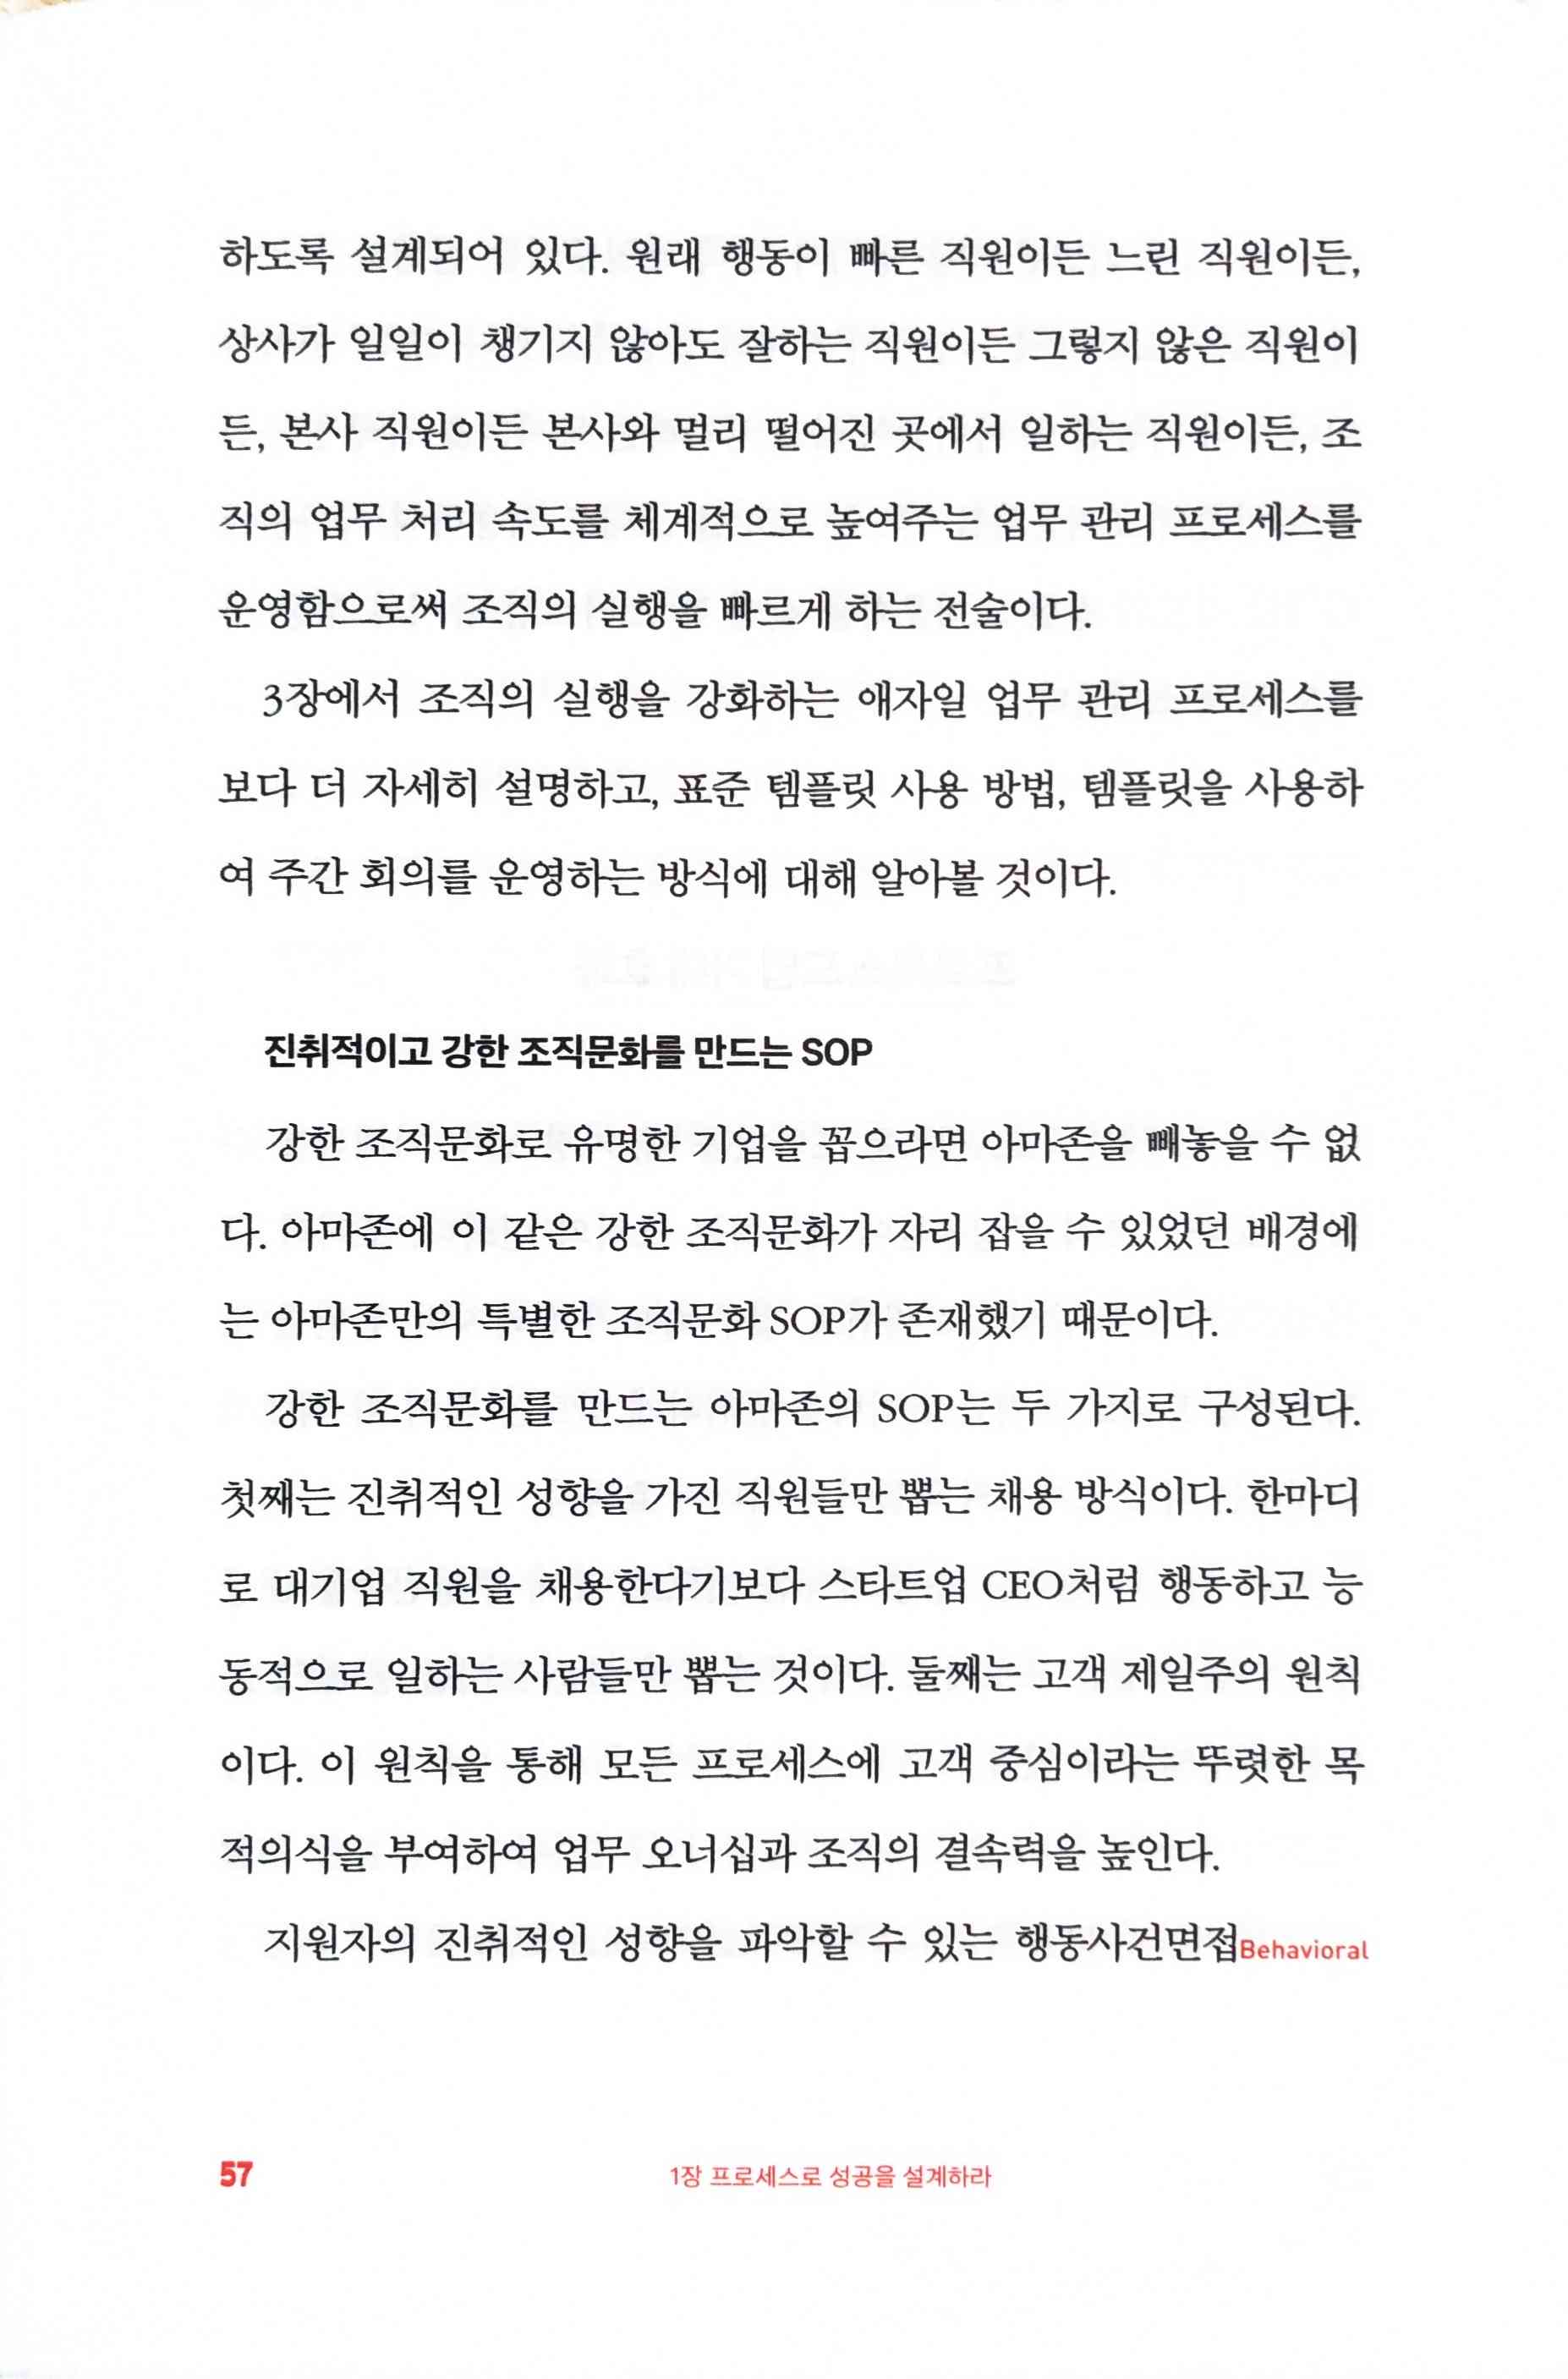 하도록 설계되어 있다. 원래 행동이 빠른 직원이든 느린 직원이든,
상사가 일일이 챙기지 않아도 잘하는 직원이든 그렇지 않은 직원이
든, 본사 직원이든 본사와 멀리 떨어진 곳에서 일하는 직원이든, 조
직의 업무 처리 속도를 체계적으로 높여주는 업무 관리 프로세스를
운영함으로써 조직의 실행을 빠르게 하는 전술이다.
3장에서 조직의 실행을 강화하는 애자일 업무 관리 프로세스를
보다 더 자세히 설명하고, 표준 템플릿 사용 방법, 템플릿을 사용하
여 주간 회의를 운영하는 방식에 대해 알아볼 것이다.
진취적이고 강한 조직문화를 만드는 SOP
강한 조직문화로 유명한 기업을 꼽으라면 아마존을 빼놓을 수 없
다. 아마존에 이 같은 강한 조직문화가 자리 잡을 수 있었던 배경에
는 아마존만의 특별한 조직문화 SOP가 존재했기 때문이다.
강한 조직문화를 만드는 아마존의 SOP는 두 가지로 구성된다.
첫째는 진취적인 성향을 가진 직원들만 뽑는 채용 방식이다. 한마디
로 대기업 직원을 채용한다기보다 스타트업 CEO처럼 행동하고 능
동적으로 일하는 사람들만 뽑는 것이다. 둘째는 고객 제일주의 원칙
이다. 이 원칙을 통해 모든 프로세스에 고객 중심이라는 뚜렷한 목
적의식을 부여하여 업무 오너십과 조직의 결속력을 높인다.
지원자의 진취적인 성향을 파악할 수 있는 행동사건면접Behavioral
57 1장 프로세스로 성공을 설계하라